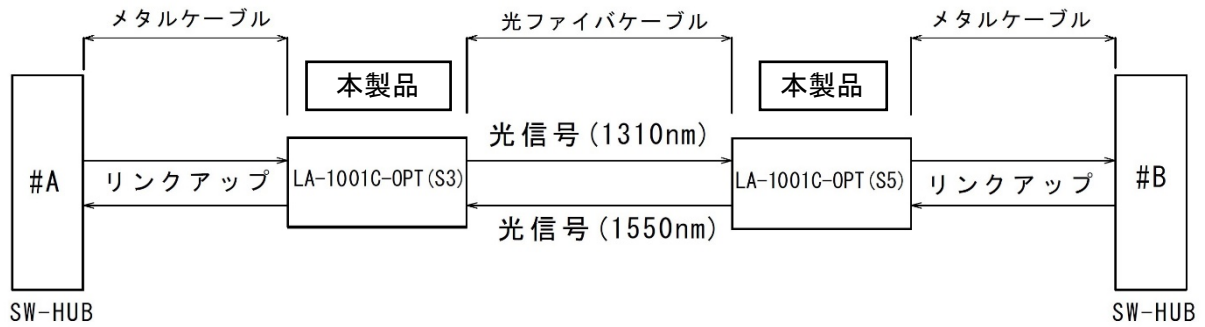 メタルケーブル
光ファイバケーブル
メタルケーブル
本製品
本製品
光信号(1310nm)
#A
リンクアップ
LA-1001C-OPT(S3)
LA-1001C-OPT(S5)
リンクアップ
#B
光信号(1550nm)
SW-HUB
SW-HUB